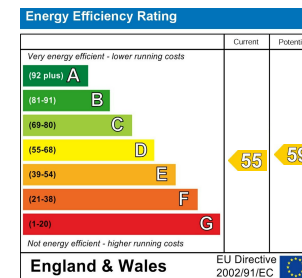 Energy Efficiency Rating
Current
Very energy efficient - lower running costs
(92 plus) A
(81-91) B
(69-80) C
(55-68) D
(39-54) E
(21-38) F
(1-20) G
55
59
Not energy efficient - higher running costs
England & Wales
EU Directive
2002/91/EC